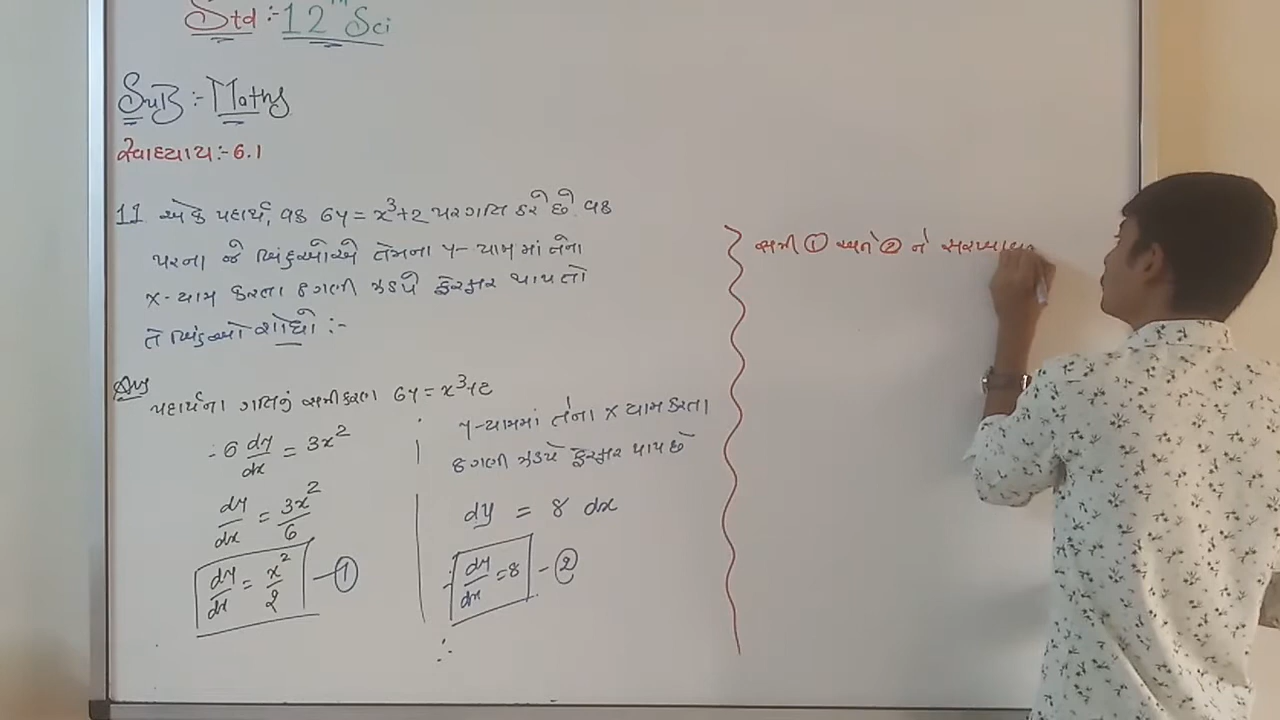 Std :- 12th Sci
SuB :- Maths
સ્વાધ્યાય :- 6.1
11 એક પદાર્થ, વક્ર 6y = x³+2 પર ગતિ કરે છે. વક્ર
પરના જે બિંદુઓએ તેમના y- યામ માં તેના
x-યામ કરતા 8 ગણી ઝડપે ફેરફાર થાય તો
તે બિંદુઓ શોધો :-
Ans
પદાર્થના ગતિનું સમીકરણ 6y = x³+2
∴ 6 dy/dx = 3x²
dy/dx = 3x²/6
dy/dx = x²/2 — ①
y-યામમાં તેના x યામ કરતા
8 ગણી ઝડપે ફેરફાર થાય છે
dy = 8 dx
dy/dx = 8 — ②
∴
સમી ① અને ② ને સરખાવતા